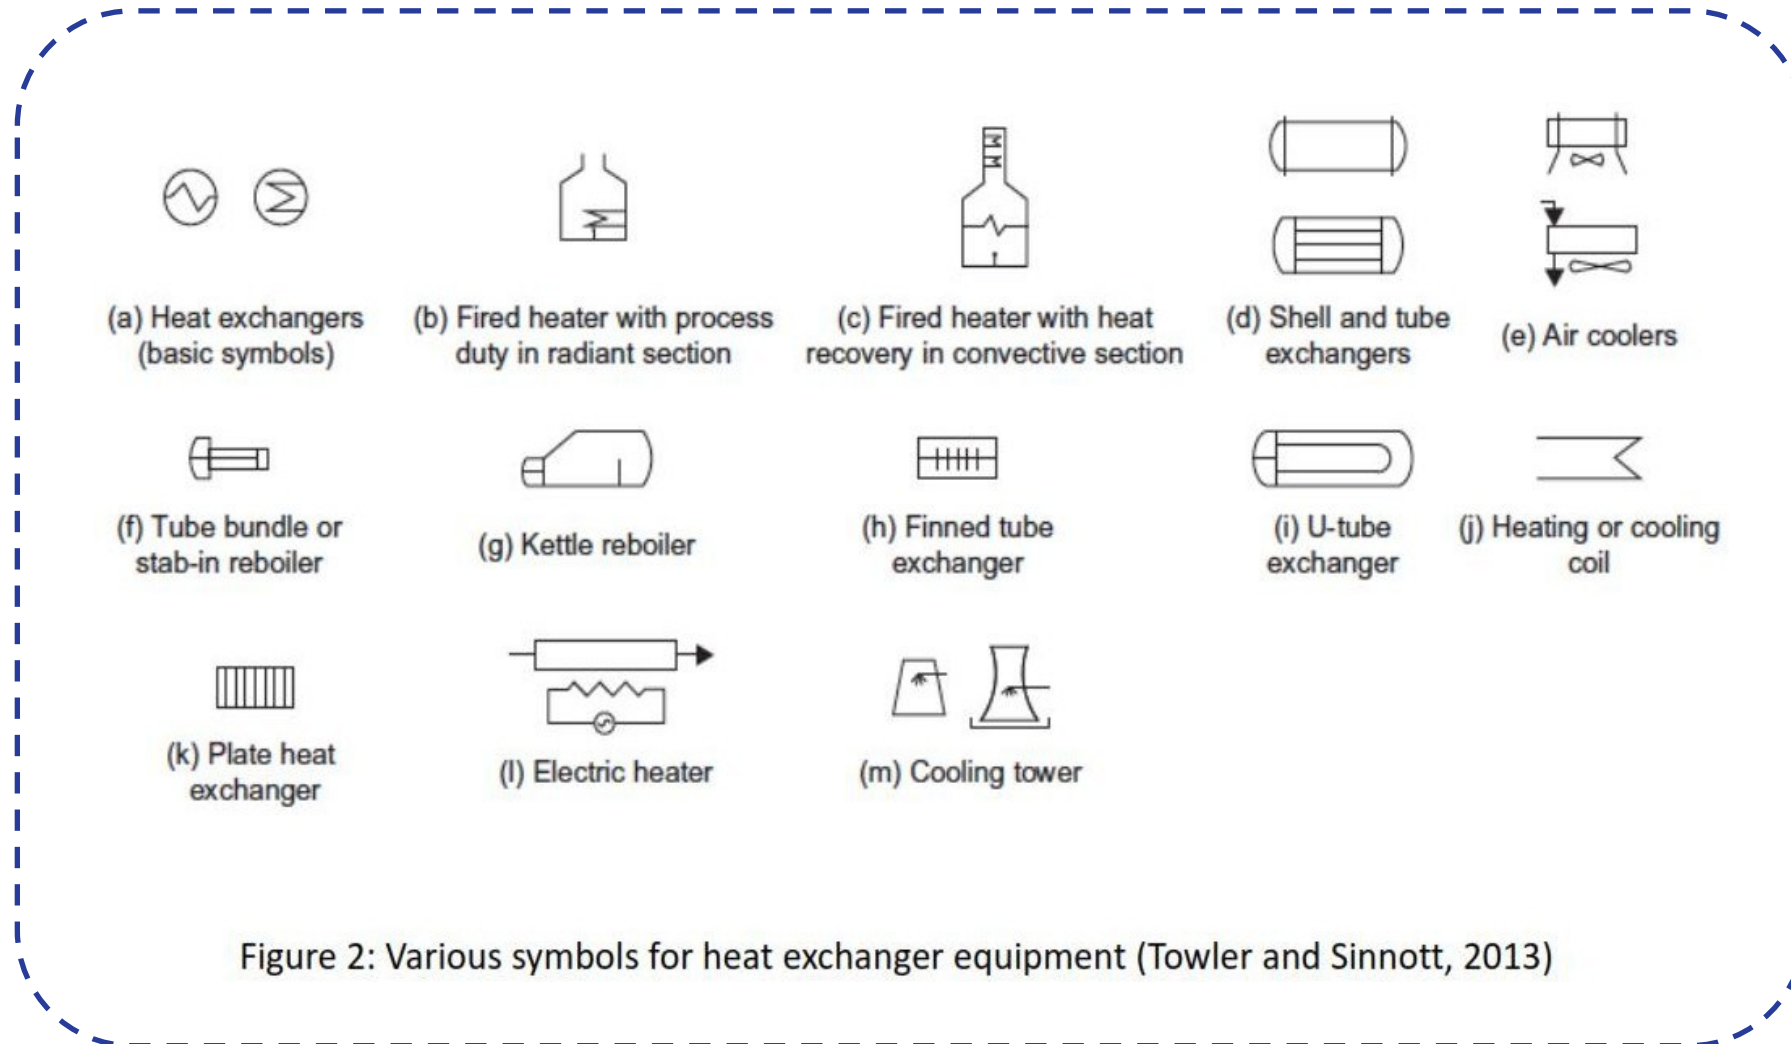 (a) Heat exchangers
(basic symbols)
(b) Fired heater with process
duty in radiant section
(c) Fired heater with heat
recovery in convective section
(d) Shell and tube
exchangers
(e) Air coolers
(f) Tube bundle or
stab-in reboiler
(g) Kettle reboiler
(h) Finned tube
exchanger
(i) U-tube
exchanger
(j) Heating or cooling
coil
(k) Plate heat
exchanger
(l) Electric heater
(m) Cooling tower
Figure 2: Various symbols for heat exchanger equipment (Towler and Sinnott, 2013)